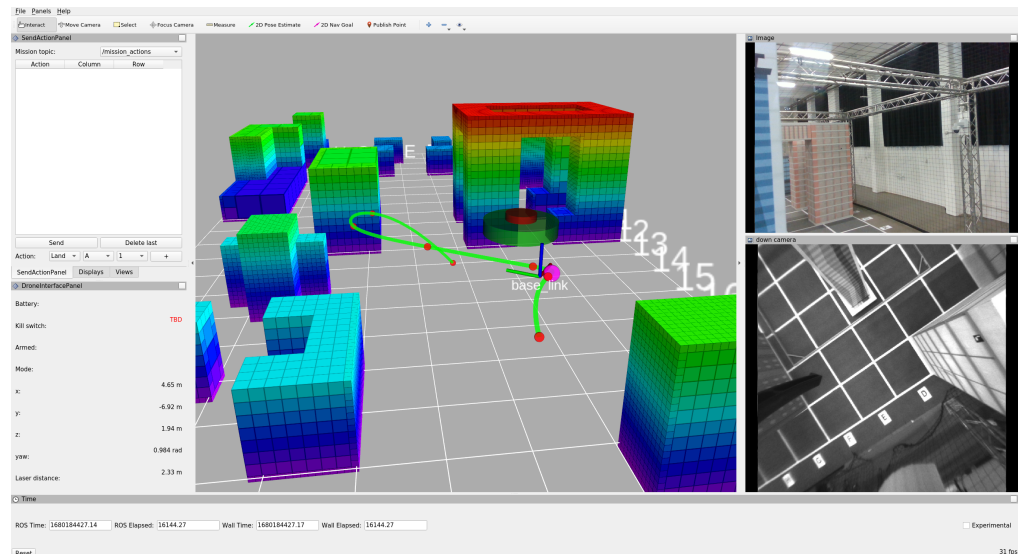 File Panels Help
Interact Move Camera Select Focus Camera Measure 2D Pose Estimate 2D Nav Goal Publish Point
SendActionPanel
Mission topic: /mission_actions
Action Column Row
Send Delete last
Action: Land A 1 +
SendActionPanel Displays Views
DroneInterfacePanel
Battery:
TBD
Kill switch:
Armed:
Mode:
4.65 m
x:
-6.92 m
y:
1.94 m
z:
0.984 rad
yaw:
2.33 m
Laser distance:
E
12
13
14
15
base_link
Image
down camera
Time
ROS Time: 1680184427.14 ROS Elapsed: 16144.27 Wall Time: 1680184427.17 Wall Elapsed: 16144.27
Experimental
Reset
31 fps